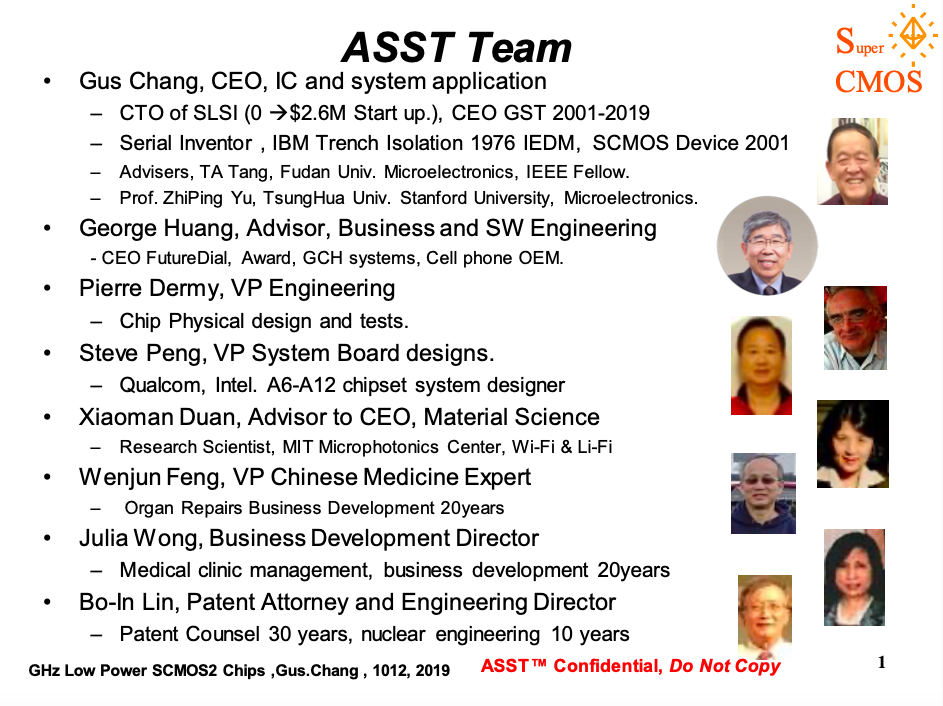 ASST Team
Super
CMOS
• Gus Chang, CEO, IC and system application
– CTO of SLSI (0 →$2.6M Start up.), CEO GST 2001-2019
– Serial Inventor , IBM Trench Isolation 1976 IEDM, SCMOS Device 2001
– Advisers, TA Tang, Fudan Univ. Microelectronics, IEEE Fellow.
– Prof. ZhiPing Yu, TsungHua Univ. Stanford University, Microelectronics.
• George Huang, Advisor, Business and SW Engineering
- CEO FutureDial, Award, GCH systems, Cell phone OEM.
• Pierre Dermy, VP Engineering
– Chip Physical design and tests.
• Steve Peng, VP System Board designs.
– Qualcom, Intel. A6-A12 chipset system designer
• Xiaoman Duan, Advisor to CEO, Material Science
– Research Scientist, MIT Microphotonics Center, Wi-Fi & Li-Fi
• Wenjun Feng, VP Chinese Medicine Expert
– Organ Repairs Business Development 20years
• Julia Wong, Business Development Director
– Medical clinic management, business development 20years
• Bo-In Lin, Patent Attorney and Engineering Director
– Patent Counsel 30 years, nuclear engineering 10 years
GHz Low Power SCMOS2 Chips ,Gus.Chang , 1012, 2019
ASST™ Confidential, Do Not Copy
1